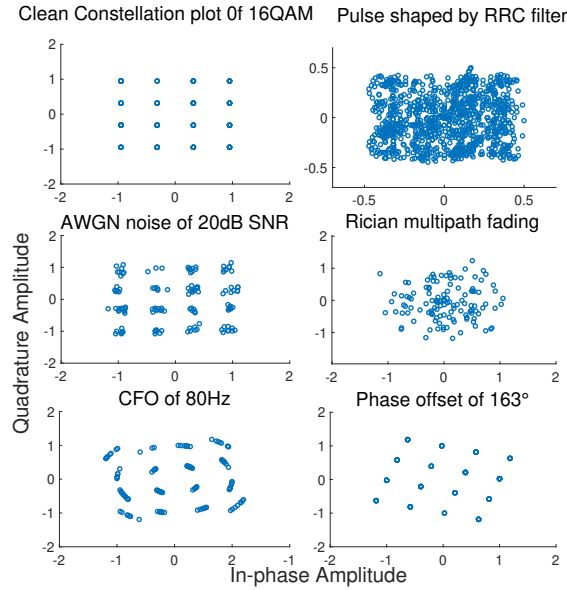 Clean Constellation plot 0f 16QAM
2
1
0
-1
-2
-2 -1 0 1 2
Pulse shaped by RRC filter
0.5
0
-0.5
-0.5 0 0.5
AWGN noise of 20dB SNR
2
1
0
-1
-2
-2 -1 0 1 2
Rician multipath fading
2
1
0
-1
-2 -1 0 1 2
CFO of 80Hz
2
1
0
-1
-2
-2 -1 0 -1 -1
Phase offset of 163°
2
1
0
-1
-2
-2 -1 0 1 2
Quadrature Amplitude
In-phase Amplitude